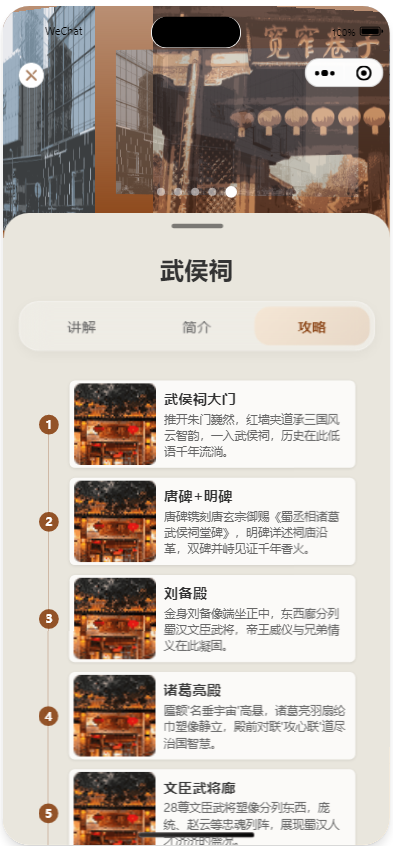 WeChat
100%
宽窄巷子
武侯祠
讲解
简介
攻略
1
武侯祠大门
推开朱门巍然，红墙夹道承三国风
云智韵，一入武侯祠，历史在此低
语千年流淌。
2
唐碑+明碑
唐碑镌刻唐玄宗御赐《蜀丞相诸葛
武侯祠堂碑》，明碑详述祠庙沿
革，双碑并峙见证千年香火。
3
刘备殿
金身刘备像端坐正中，东西廊分列
蜀汉文臣武将，帝王威仪与兄弟情
义在此凝固。
4
诸葛亮殿
匾额'名垂宇宙'高悬，诸葛亮羽扇纶
巾塑像静立，殿前对联'攻心联'道尽
治国智慧。
5
文臣武将廊
28尊文臣武将塑像分列东西，庞
统、赵云等忠魂列阵，展现蜀汉人